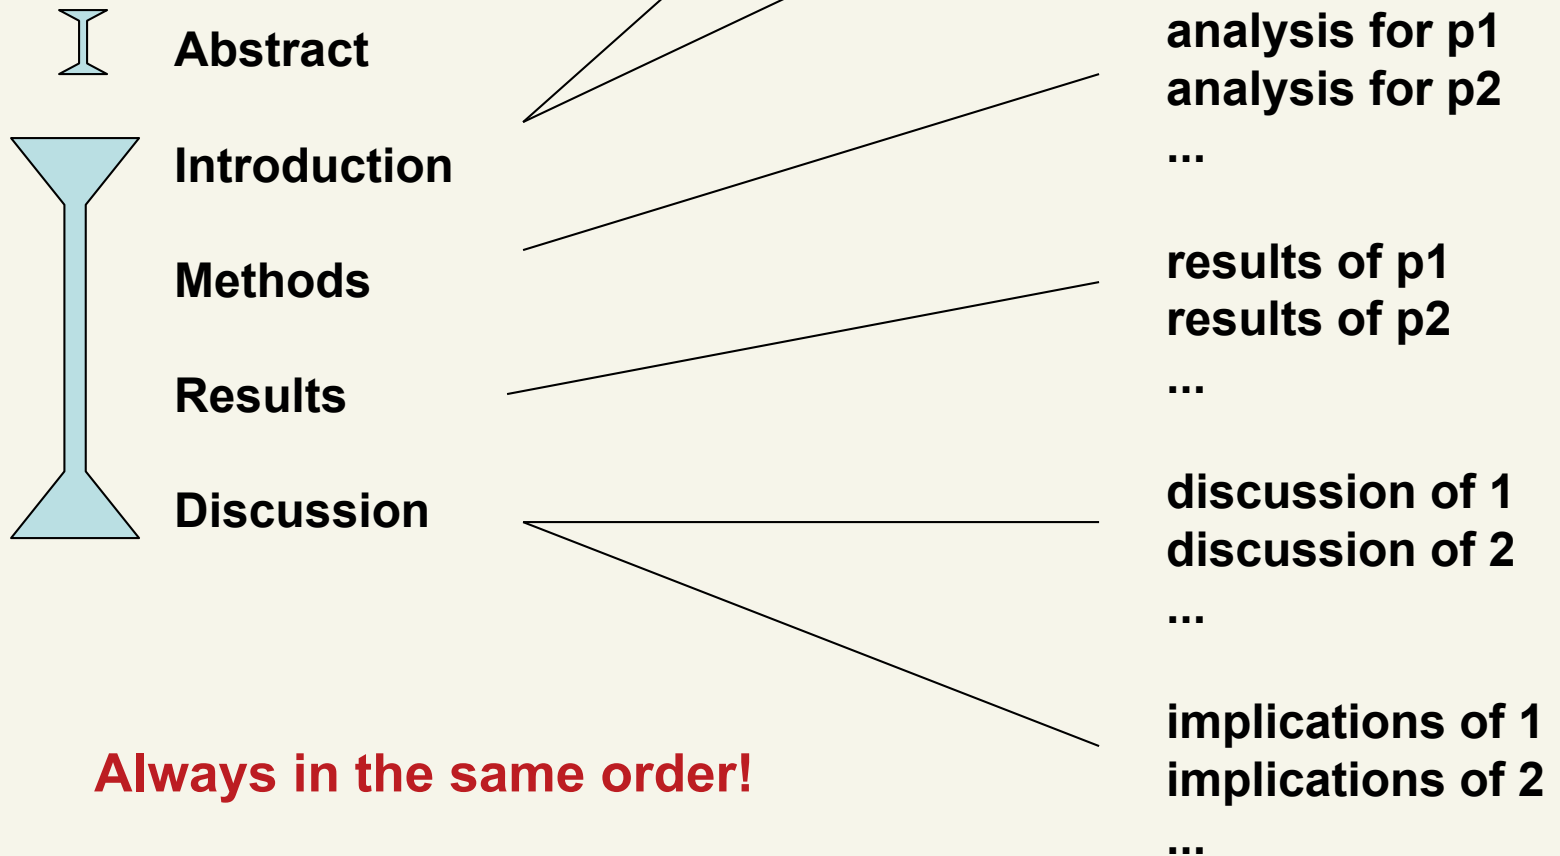 Abstract
Introduction
Methods
Results
Discussion
Always in the same order!
analysis for p1
analysis for p2
...
results of p1
results of p2
...
discussion of 1
discussion of 2
...
implications of 1
implications of 2
...